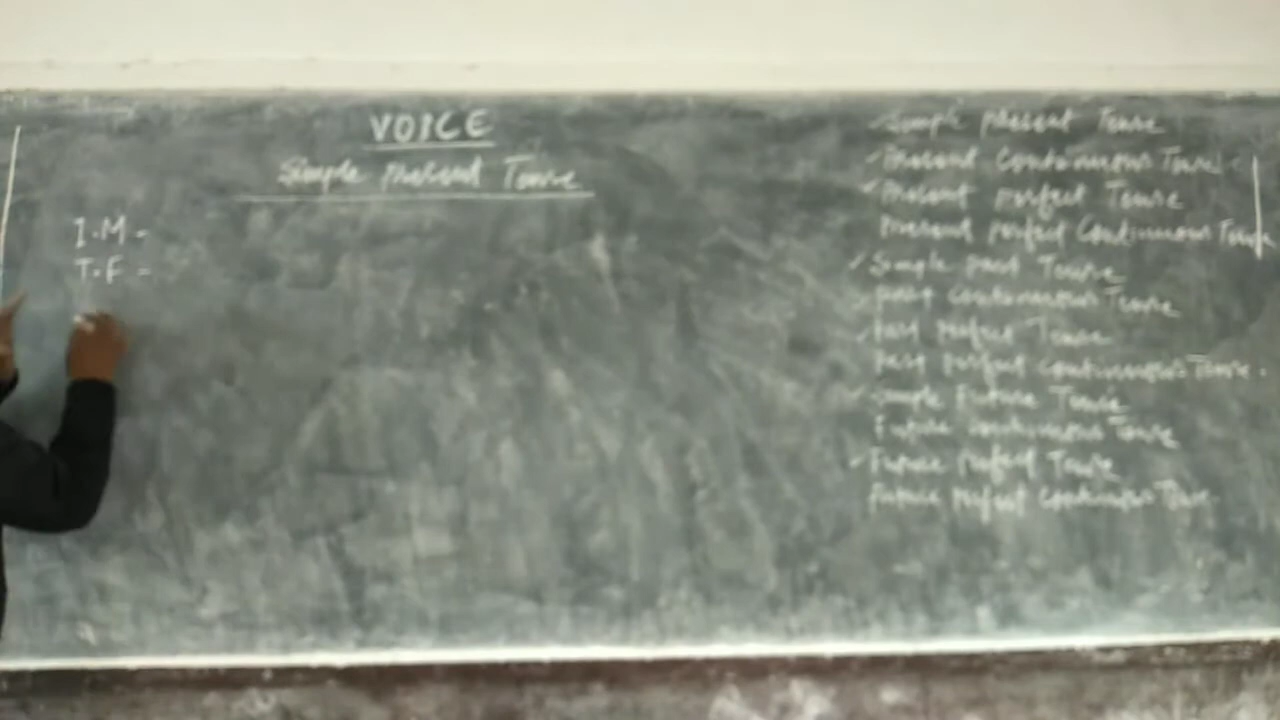 VOICE
Simple present Tense
I.M -
T.F -
Simple present Tense
Present Continuous Tense
Present perfect Tense
Present perfect Continuous Tense
Simple past Tense
past continuous Tense
Past perfect Tense
Past perfect continuous Tense.
Simple Future Tense
Future continuous Tense
Future perfect Tense
Future perfect continuous Tense